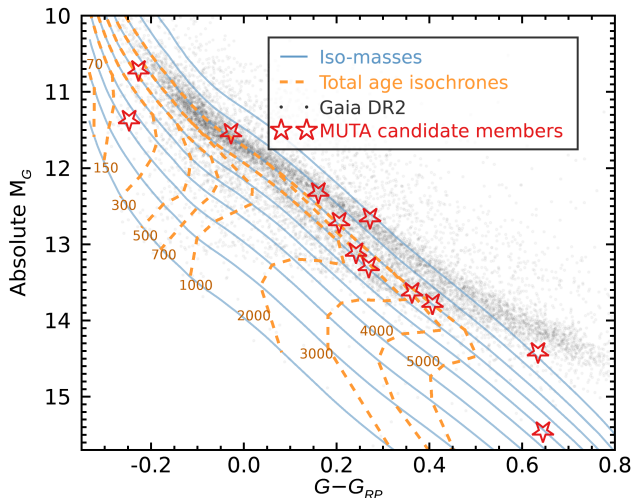 10
11
12
13
14
15
Absolute M_G
Iso-masses
Total age isochrones
Gaia DR2
MUTA candidate members
70
150
300
500
700
1000
2000
3000
4000
5000
-0.2 0.0 0.2 0.4 0.6 0.8
G−G_RP